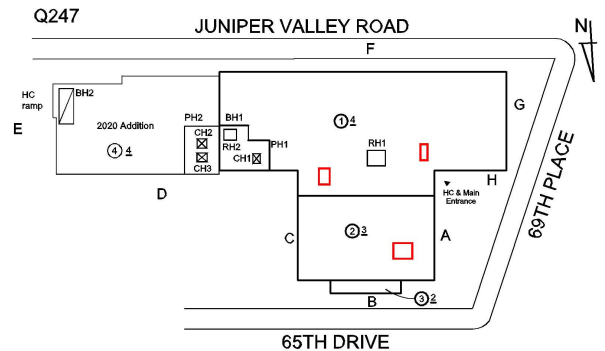 Q247
JUNIPER VALLEY ROAD
N
F
HC
ramp
BH2
E
2020 Addition
4 4
PH2
CH2
CH3
BH1
RH2
CH1
PH1
1 4
RH1
G
H
HC & Main
Entrance
69TH PLACE
D
C
2 3
A
B
3 2
65TH DRIVE